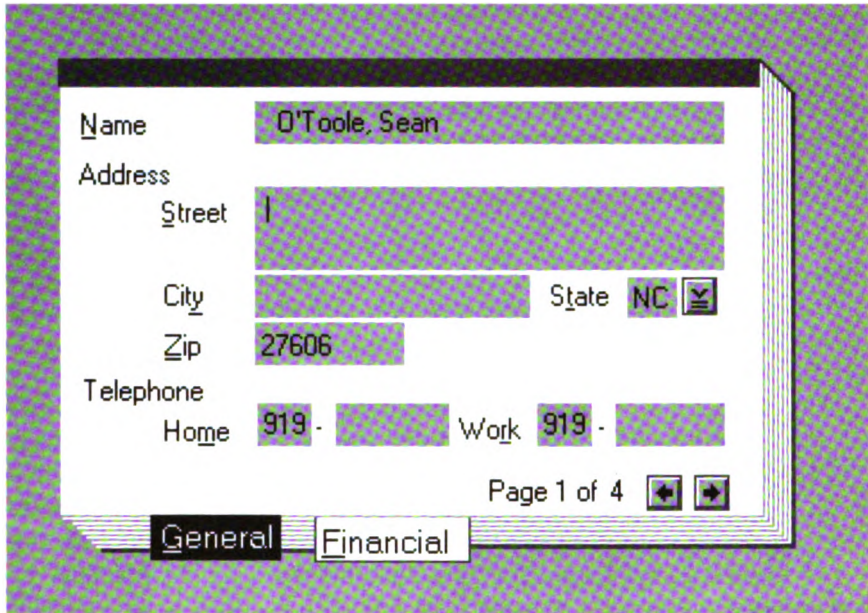 Name O'Toole, Sean
Address
Street
City State NC
Zip 27606
Telephone
Home 919 - Work 919 -
Page 1 of 4
General Financial